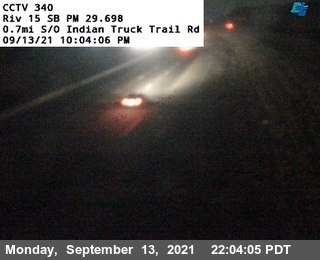 CCTV 340
Riv 15 SB PM 29.698
0.7mi S/O Indian Truck Trail Rd
09/13/21 10:04:06 PM
Monday, September 13, 2021 22:04:05 PDT